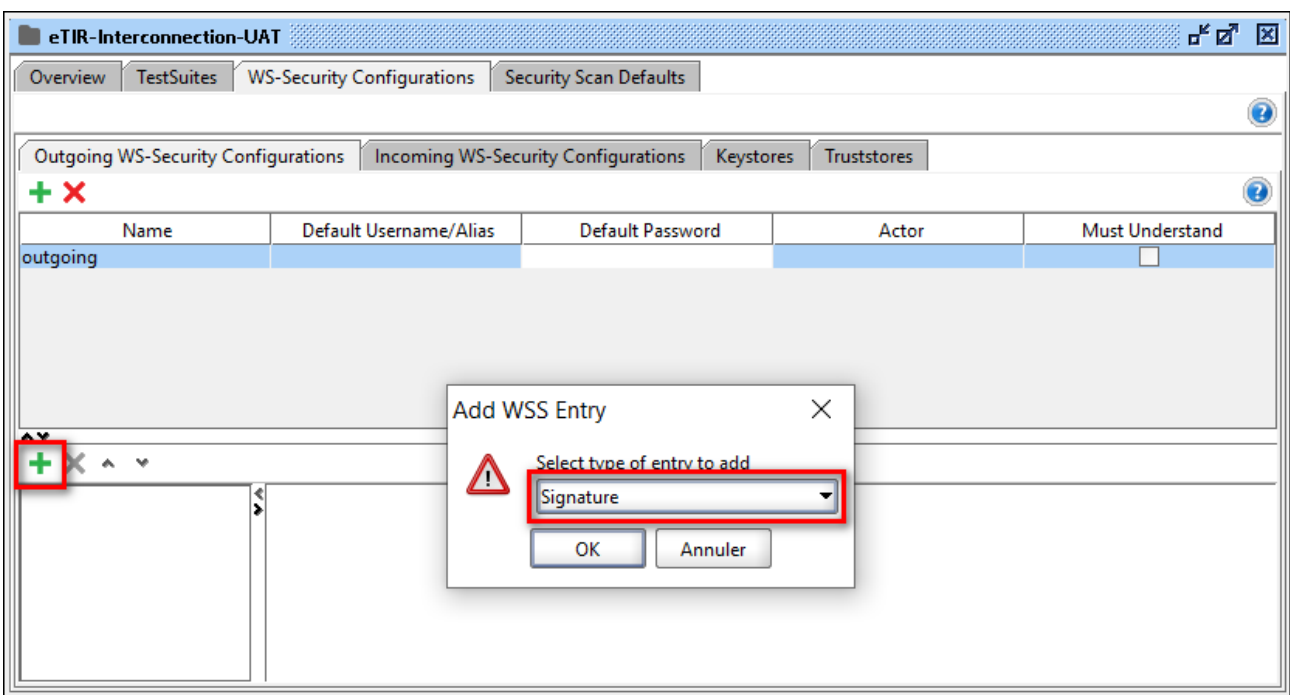 eTIR-Interconnection-UAT
Overview TestSuites WS-Security Configurations Security Scan Defaults
Outgoing WS-Security Configurations Incoming WS-Security Configurations Keystores Truststores
Name Default Username/Alias Default Password Actor Must Understand
outgoing
Add WSS Entry
Select type of entry to add
Signature
OK Annuler